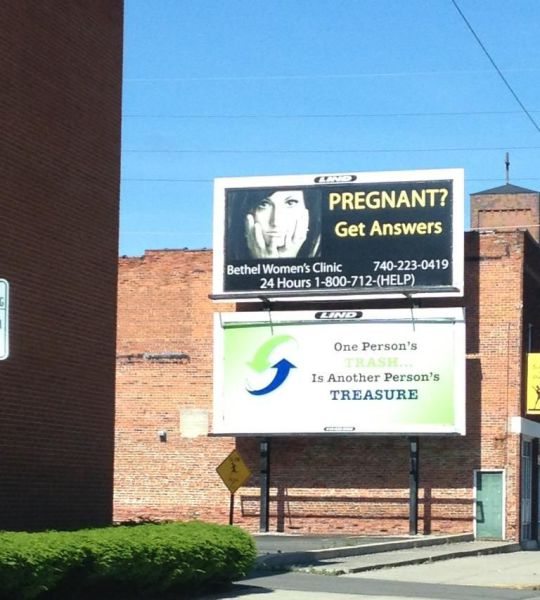 LIND
PREGNANT?
Get Answers
Bethel Women's Clinic 740-223-0419
24 Hours 1-800-712-(HELP)
LIND
One Person's
TRASH...
Is Another Person's
TREASURE